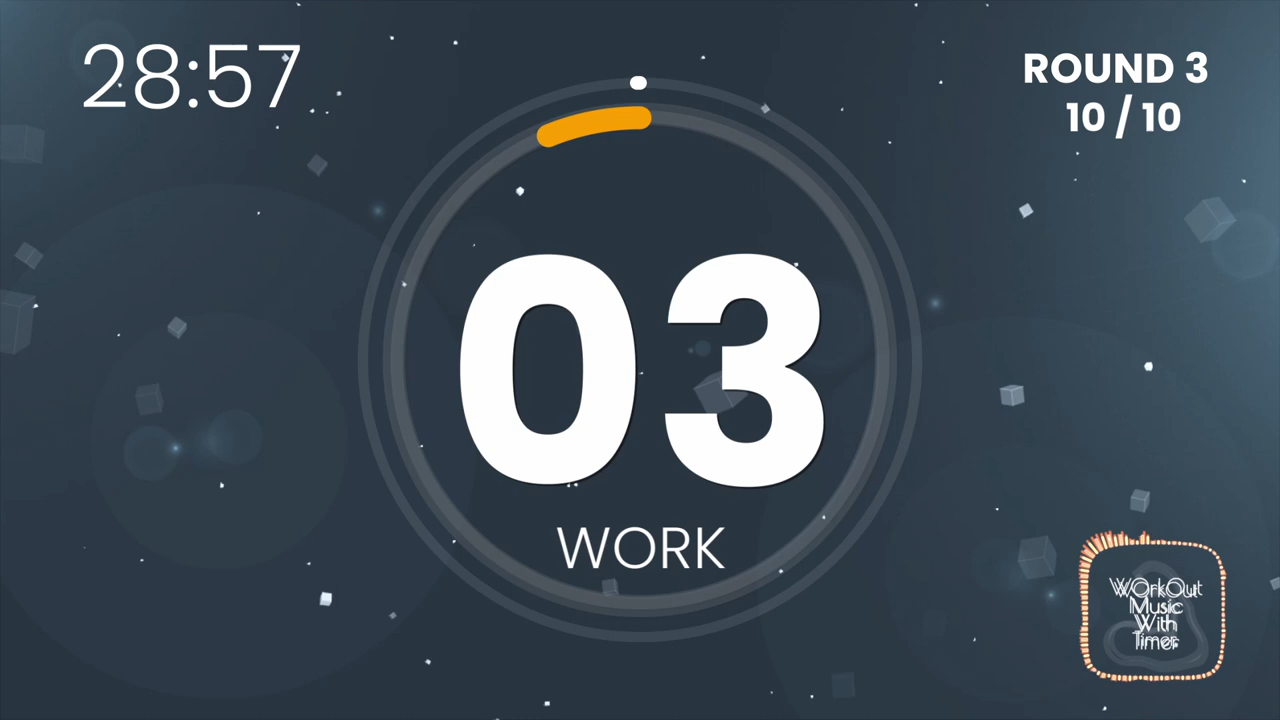 28:57
ROUND 3
10 / 10
03
WORK
WOrkOut
Music
With
Timer